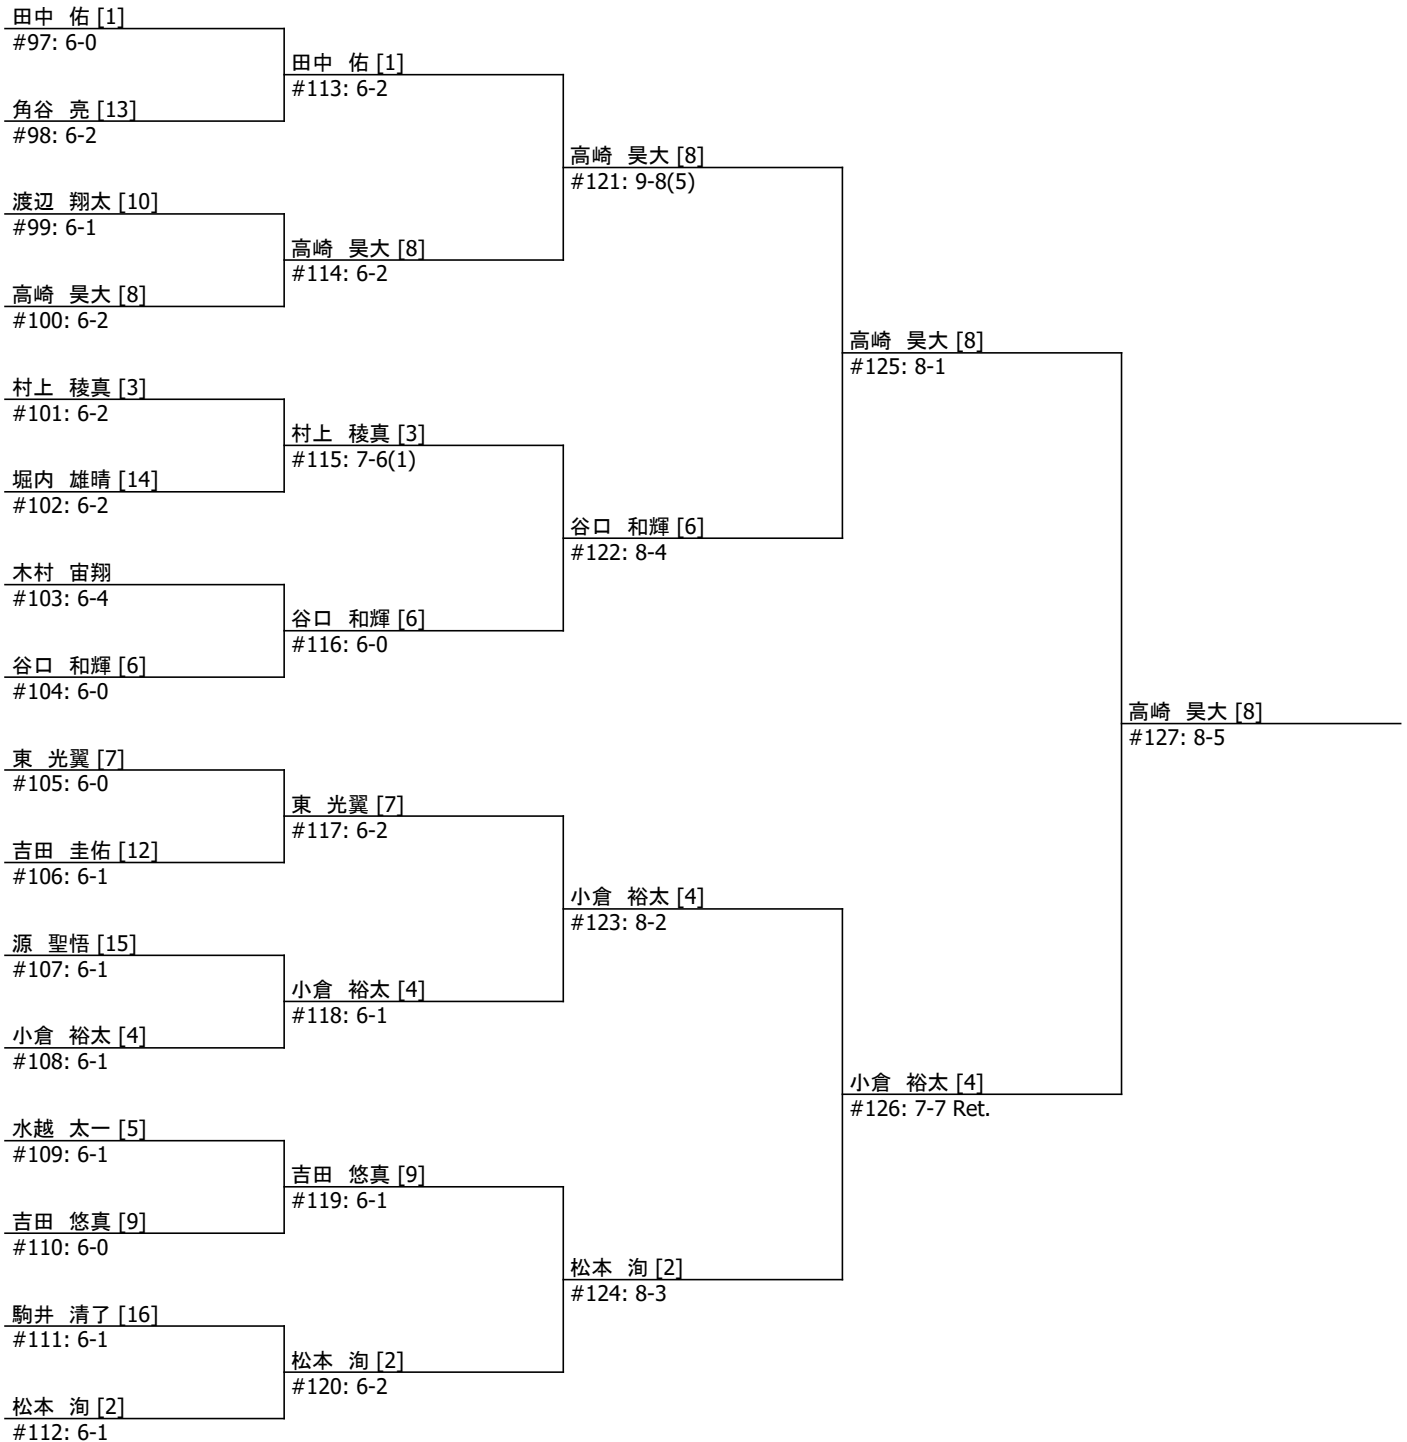 田中 佑 [1]
#97: 6-0
角谷 亮 [13]
#98: 6-2
渡辺 翔太 [10]
#99: 6-1
高崎 昊大 [8]
#100: 6-2
村上 稜真 [3]
#101: 6-2
堀内 雄晴 [14]
#102: 6-2
木村 宙翔
#103: 6-4
谷口 和輝 [6]
#104: 6-0
東 光翼 [7]
#105: 6-0
吉田 圭佑 [12]
#106: 6-1
源 聖悟 [15]
#107: 6-1
小倉 裕太 [4]
#108: 6-1
水越 太一 [5]
#109: 6-1
吉田 悠真 [9]
#110: 6-0
駒井 清了 [16]
#111: 6-1
松本 洵 [2]
#112: 6-1
田中 佑 [1]
#113: 6-2
高崎 昊大 [8]
#114: 6-2
村上 稜真 [3]
#115: 7-6(1)
谷口 和輝 [6]
#116: 6-0
東 光翼 [7]
#117: 6-2
小倉 裕太 [4]
#118: 6-1
吉田 悠真 [9]
#119: 6-1
松本 洵 [2]
#120: 6-2
高崎 昊大 [8]
#121: 9-8(5)
谷口 和輝 [6]
#122: 8-4
小倉 裕太 [4]
#123: 8-2
松本 洵 [2]
#124: 8-3
高崎 昊大 [8]
#125: 8-1
小倉 裕太 [4]
#126: 7-7 Ret.
高崎 昊大 [8]
#127: 8-5